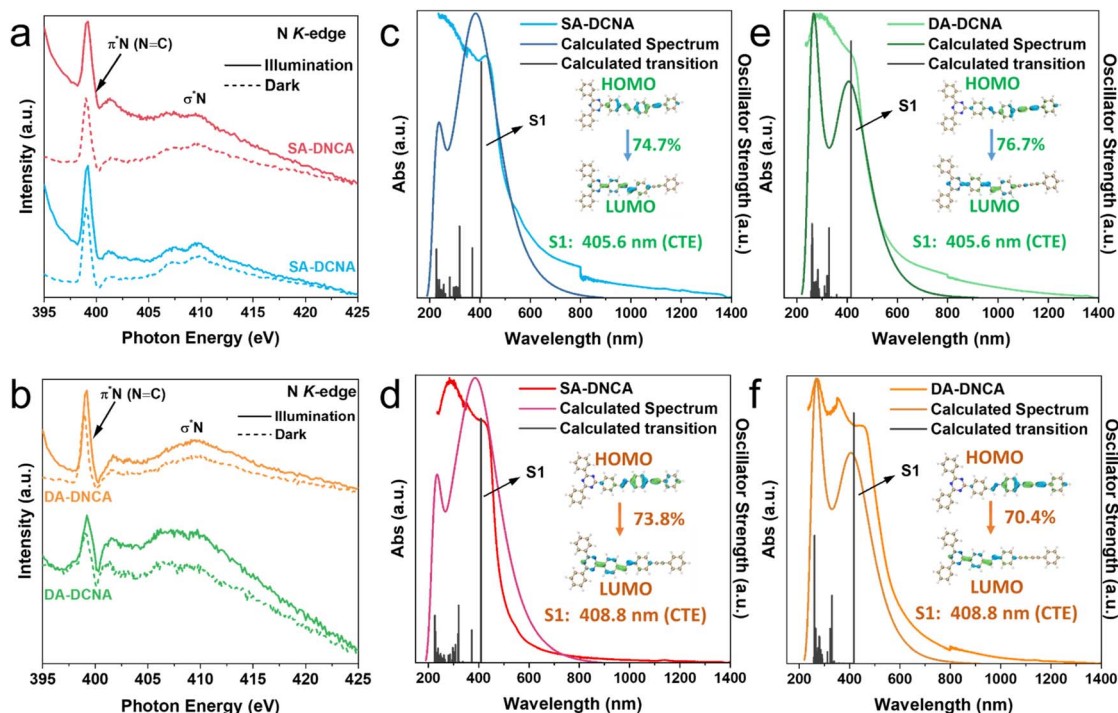 a
N K-edge
π*N (N=C)
Illumination
Dark
σ*N
SA-DNCA
SA-DCNA
Intensity (a.u.)
395 400 405 410 415 420 425
Photon Energy (eV)
b
N K-edge
π*N (N=C)
Illumination
Dark
σ*N
DA-DNCA
DA-DCNA
Intensity (a.u.)
395 400 405 410 415 420 425
Photon Energy (eV)
c
SA-DCNA
Calculated Spectrum
Calculated transition
HOMO
S1
74.7%
LUMO
S1: 405.6 nm (CTE)
Abs (a.u.)
Oscillator Strength (a.u.)
200 400 600 800 1000 1200 1400
Wavelength (nm)
d
SA-DNCA
Calculated Spectrum
Calculated transition
HOMO
S1
73.8%
LUMO
S1: 408.8 nm (CTE)
Abs (a.u.)
Oscillator Strength (a.u.)
200 400 600 800 1000 1200 1400
Wavelength (nm)
e
DA-DCNA
Calculated Spectrum
Calculated transition
HOMO
S1
76.7%
LUMO
S1: 405.6 nm (CTE)
Abs (a.u.)
Oscillator Strength (a.u.)
200 400 600 800 1000 1200 1400
Wavelength (nm)
f
DA-DNCA
Calculated Spectrum
Calculated transition
HOMO
S1
70.4%
LUMO
S1: 408.8 nm (CTE)
Abs (a.u.)
Oscillator Strength (a.u.)
200 400 600 800 1000 1200 1400
Wavelength (nm)